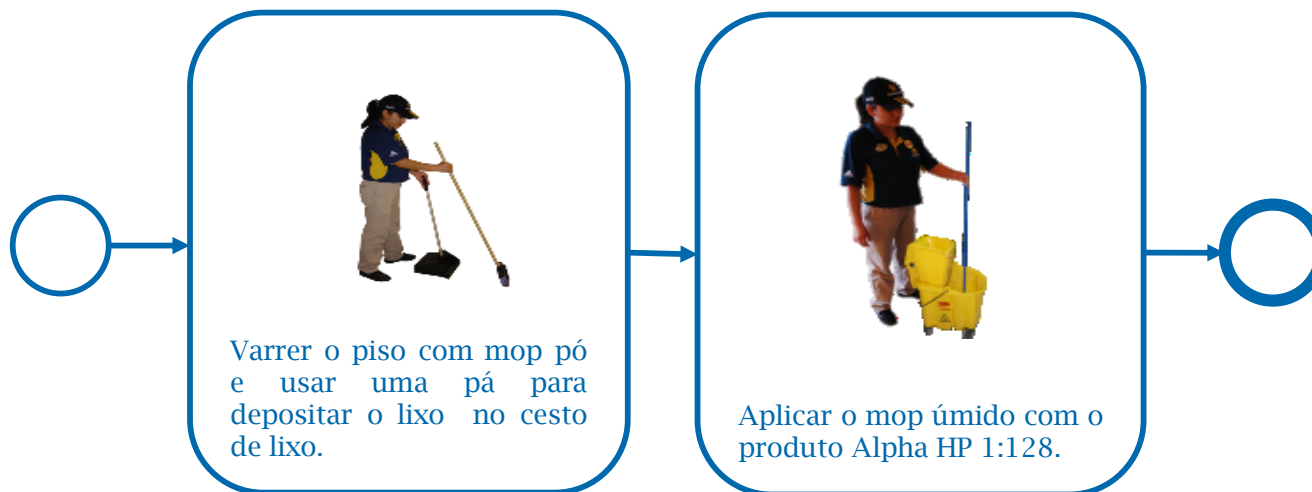 Varrer o piso com mop pó
e usar uma pá para
depositar o lixo no cesto
de lixo.
Aplicar o mop úmido com o
produto Alpha HP 1:128.